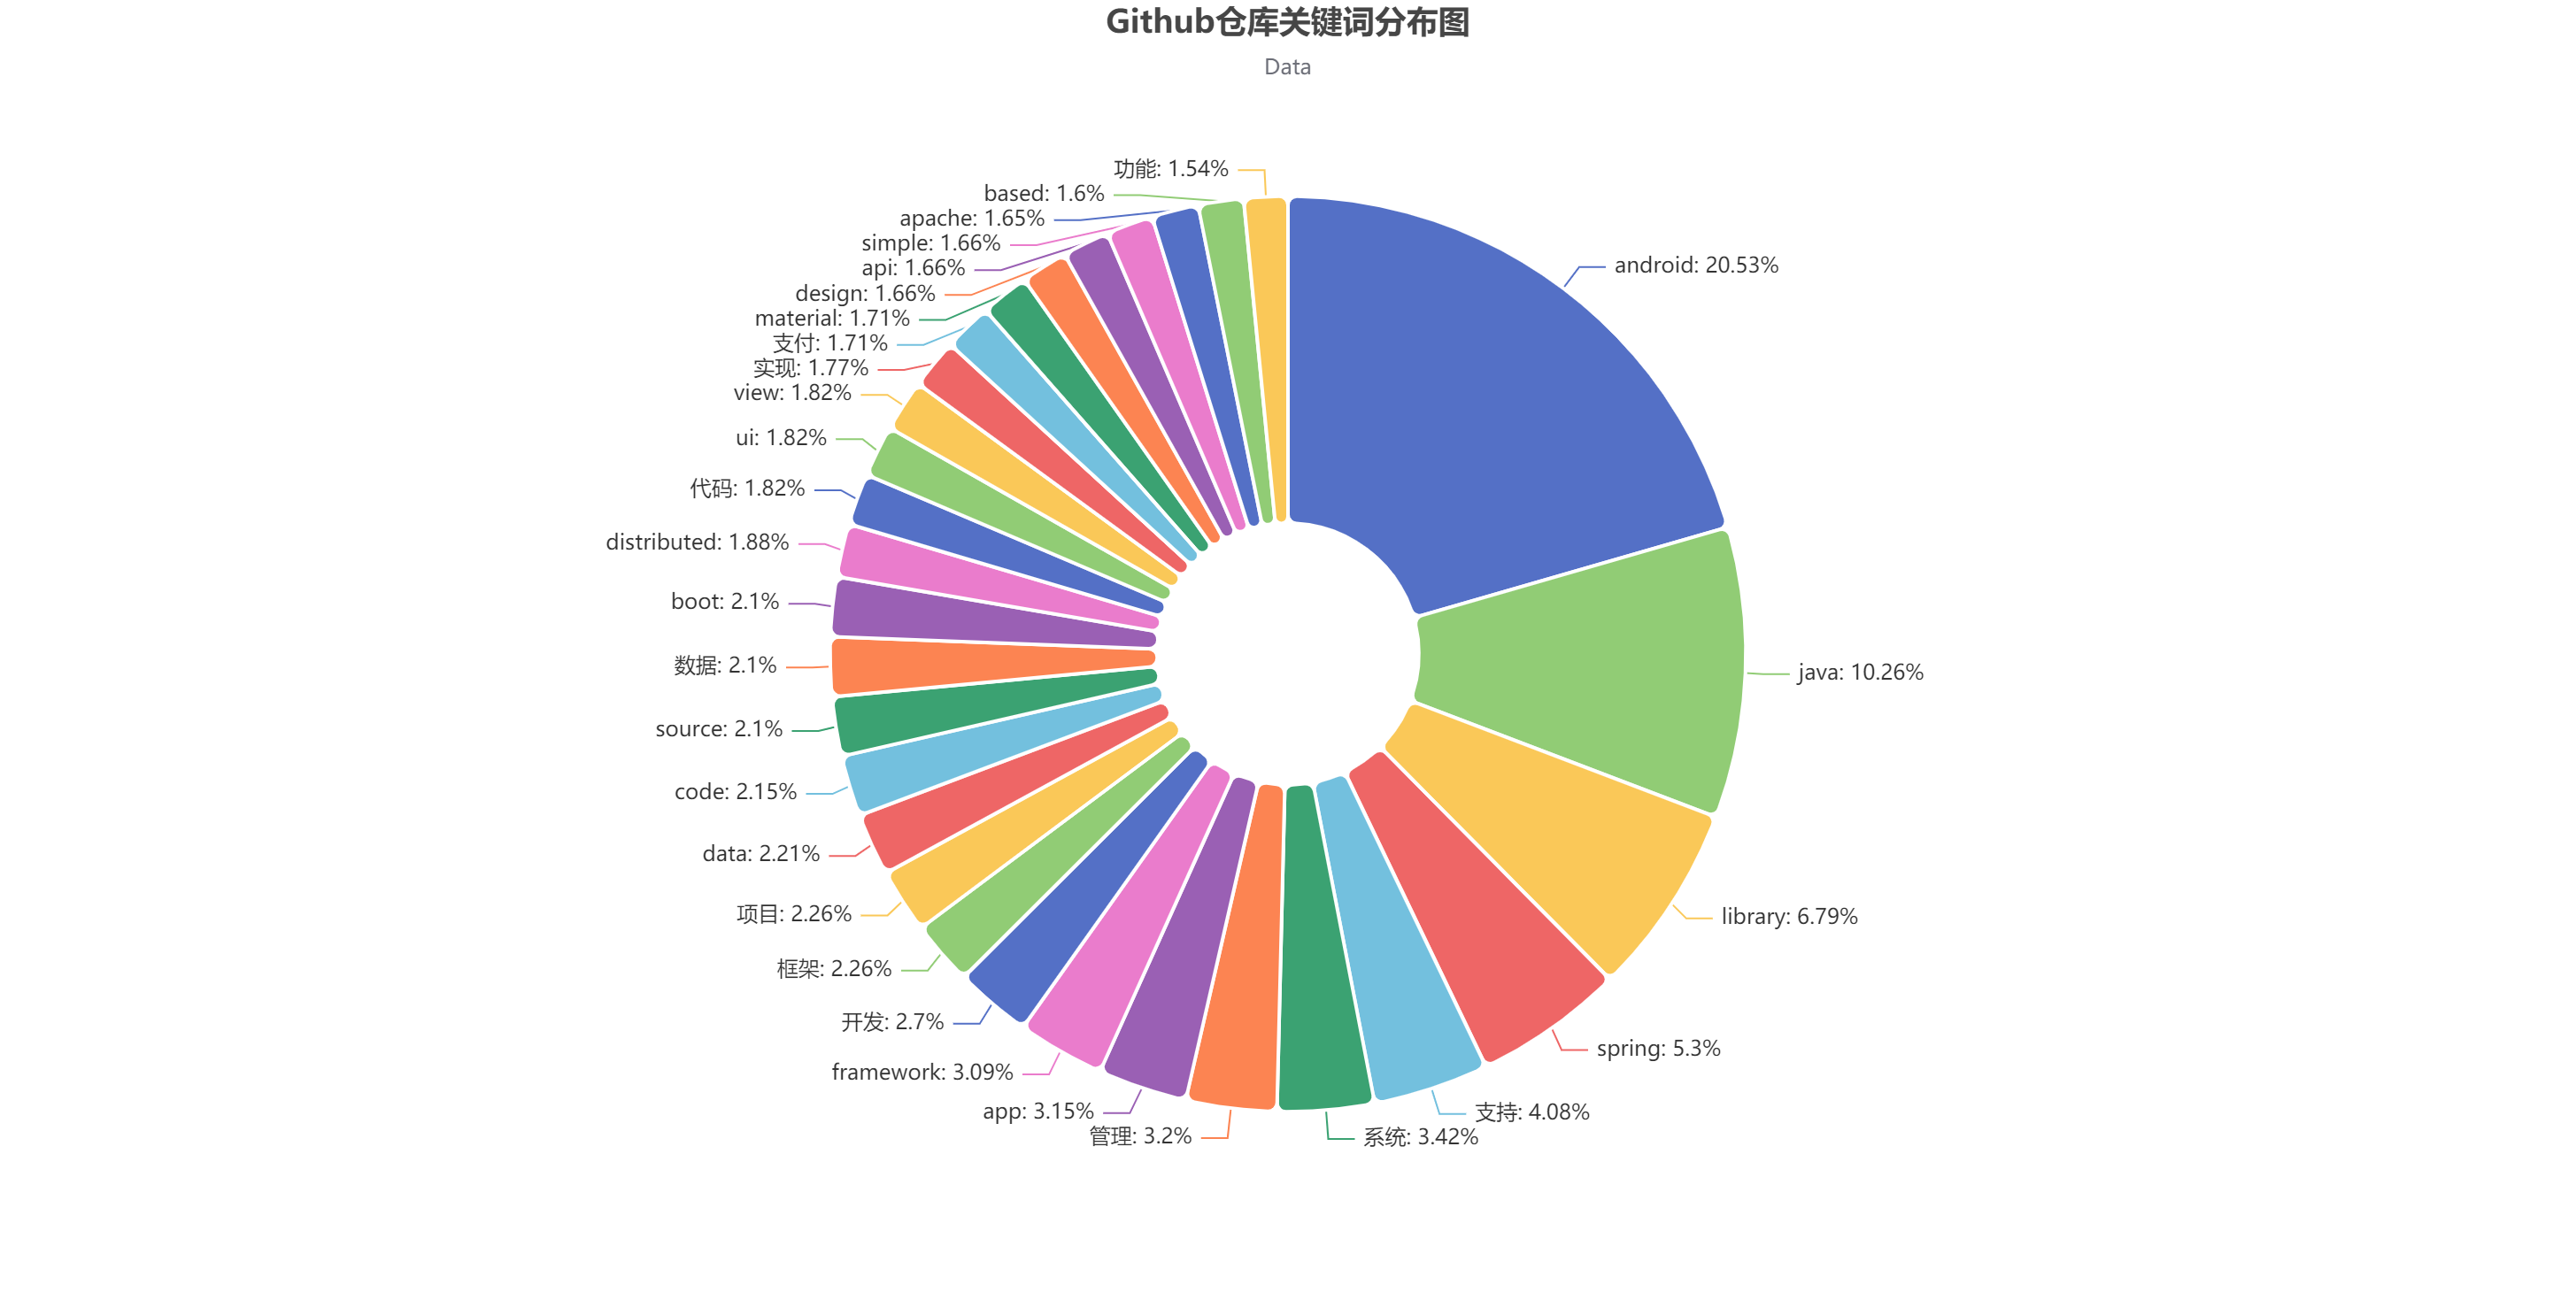 Github仓库关键词分布图
Data
android: 20.53%
java: 10.26%
library: 6.79%
spring: 5.3%
支持: 4.08%
系统: 3.42%
管理: 3.2%
app: 3.15%
framework: 3.09%
开发: 2.7%
框架: 2.26%
项目: 2.26%
data: 2.21%
code: 2.15%
source: 2.1%
数据: 2.1%
boot: 2.1%
distributed: 1.88%
代码: 1.82%
ui: 1.82%
view: 1.82%
实现: 1.77%
支付: 1.71%
material: 1.71%
design: 1.66%
api: 1.66%
simple: 1.66%
apache: 1.65%
based: 1.6%
功能: 1.54%